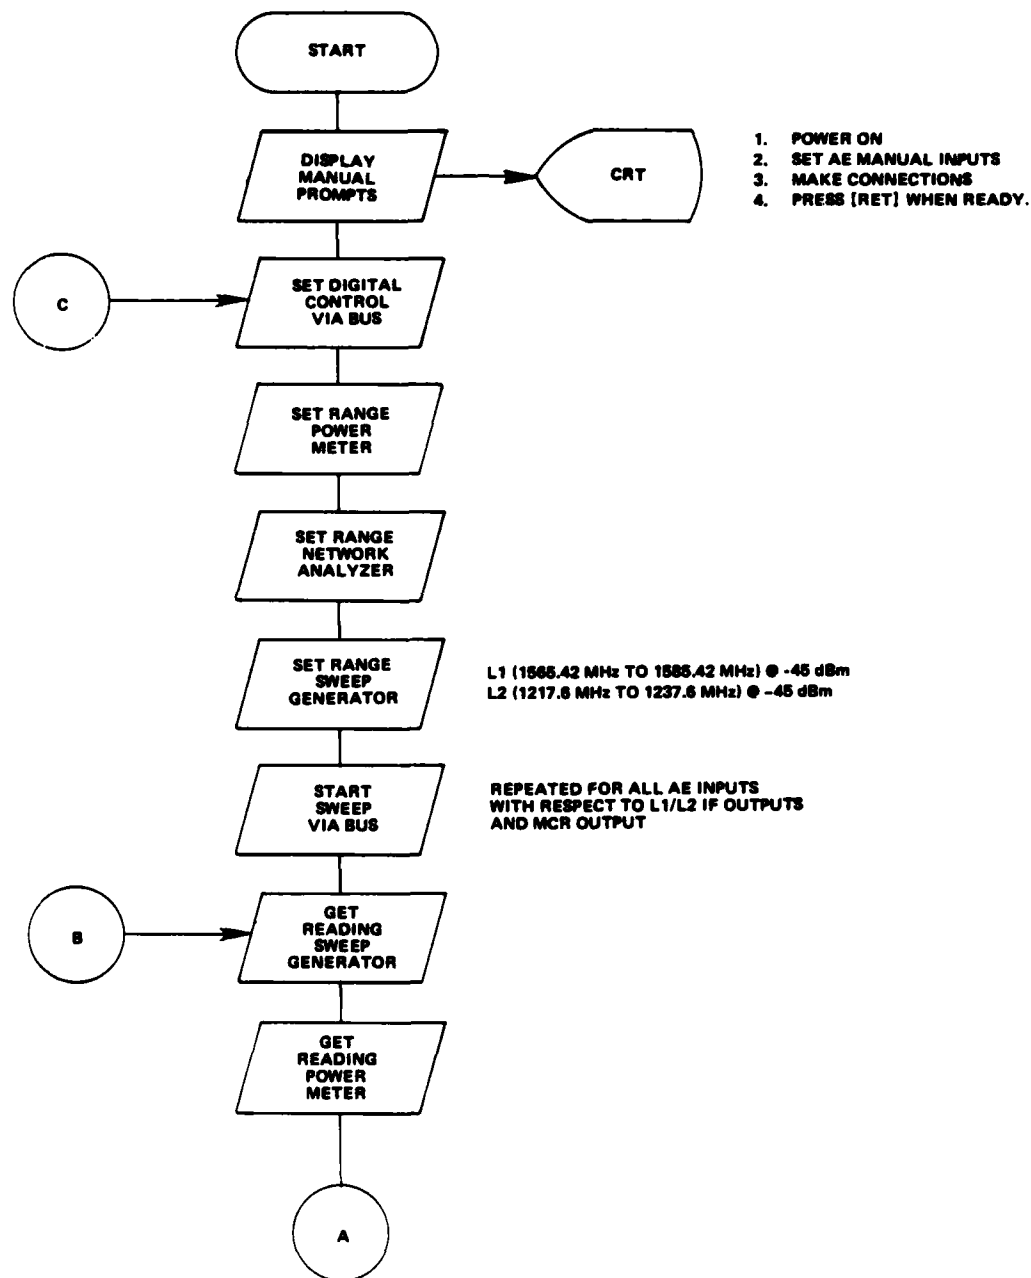 START
DISPLAY
MANUAL
PROMPTS
CRT
1. POWER ON
2. SET AE MANUAL INPUTS
3. MAKE CONNECTIONS
4. PRESS [RET] WHEN READY.
C
SET DIGITAL
CONTROL
VIA BUS
SET RANGE
POWER
METER
SET RANGE
NETWORK
ANALYZER
SET RANGE
SWEEP
GENERATOR
L1 (1565.42 MHz TO 1585.42 MHz) @ -45 dBm
L2 (1217.6 MHz TO 1237.6 MHz) @ -45 dBm
START
SWEEP
VIA BUS
REPEATED FOR ALL AE INPUTS
WITH RESPECT TO L1/L2 IF OUTPUTS
AND MCR OUTPUT
B
GET
READING
SWEEP
GENERATOR
GET
READING
POWER
METER
A